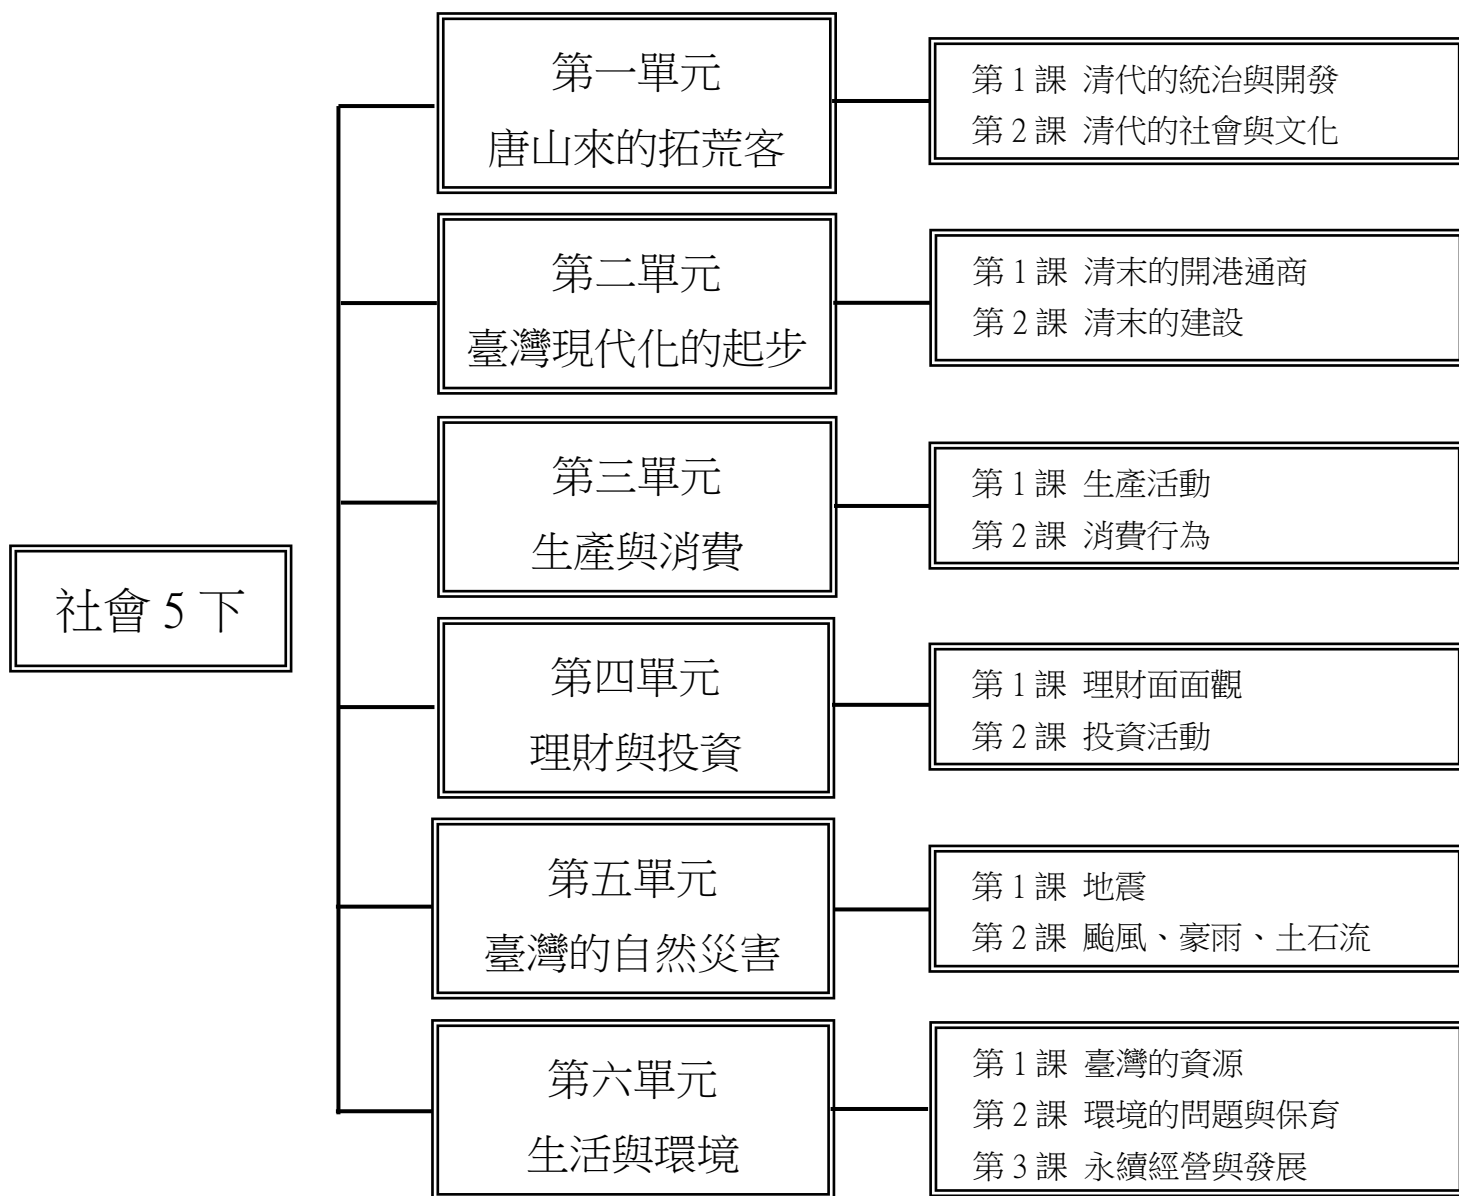 社會 5 下
第一單元
唐山來的拓荒客
第 1 課 清代的統治與開發
第 2 課 清代的社會與文化
第二單元
臺灣現代化的起步
第 1 課 清末的開港通商
第 2 課 清末的建設
第三單元
生產與消費
第 1 課 生產活動
第 2 課 消費行為
第四單元
理財與投資
第 1 課 理財面面觀
第 2 課 投資活動
第五單元
臺灣的自然災害
第 1 課 地震
第 2 課 颱風、豪雨、土石流
第六單元
生活與環境
第 1 課 臺灣的資源
第 2 課 環境的問題與保育
第 3 課 永續經營與發展